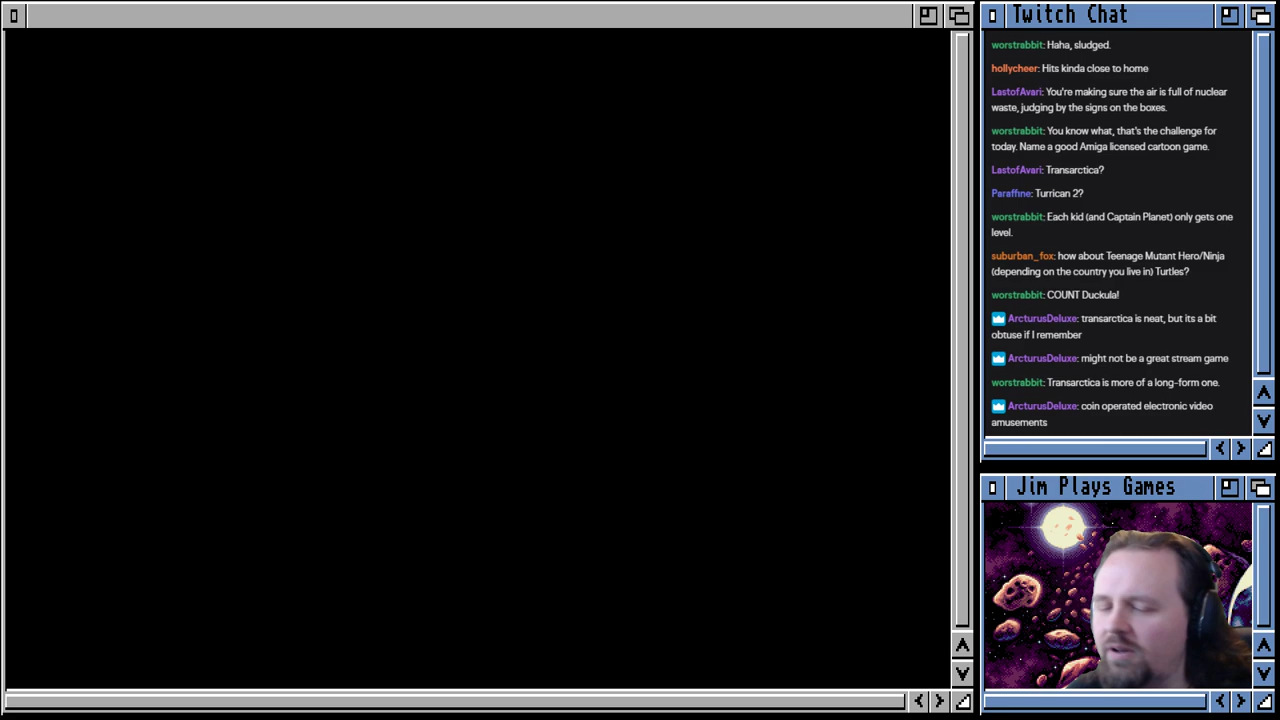 Twitch Chat
worstrabbit: Haha, sludged.
hollycheer: Hits kinda close to home
LastofAvari: You're making sure the air is full of nuclear
waste, judging by the signs on the boxes.
worstrabbit: You know what, that's the challenge for
today. Name a good Amiga licensed cartoon game.
LastofAvari: Transarctica?
Paraffine: Turrican 2?
worstrabbit: Each kid (and Captain Planet) only gets one
level.
suburban_fox: how about Teenage Mutant Hero/Ninja
(depending on the country you live in) Turtles?
worstrabbit: COUNT Duckula!
ArcturusDeluxe: transarctica is neat, but its a bit
obtuse if I remember
ArcturusDeluxe: might not be a great stream game
worstrabbit: Transarctica is more of a long-form one.
ArcturusDeluxe: coin operated electronic video
amusements
Jim Plays Games